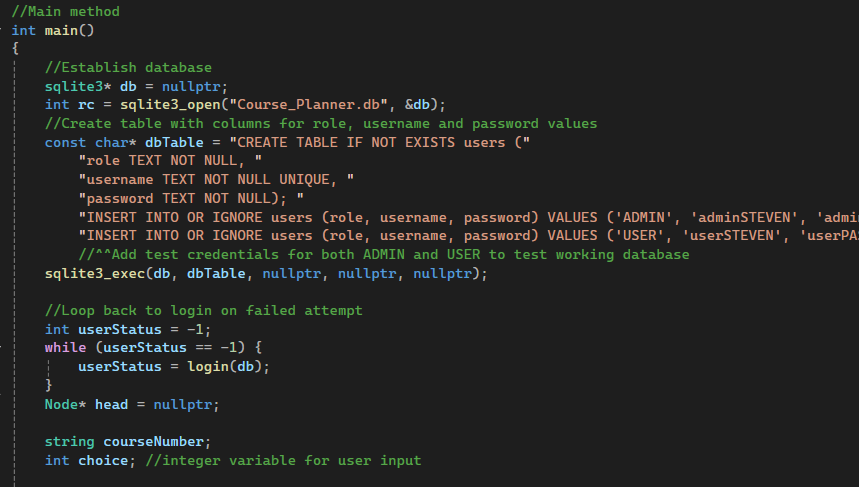 //Main method
int main()
{
//Establish database
sqlite3* db = nullptr;
int rc = sqlite3_open("Course_Planner.db", &db);
//Create table with columns for role, username and password values
const char* dbTable = "CREATE TABLE IF NOT EXISTS users ("
"role TEXT NOT NULL, "
"username TEXT NOT NULL UNIQUE, "
"password TEXT NOT NULL); "
"INSERT INTO OR IGNORE users (role, username, password) VALUES ('ADMIN', 'adminSTEVEN', 'admi
"INSERT INTO OR IGNORE users (role, username, password) VALUES ('USER', 'userSTEVEN', 'userPA
//^^Add test credentials for both ADMIN and USER to test working database
sqlite3_exec(db, dbTable, nullptr, nullptr, nullptr);
//Loop back to login on failed attempt
int userStatus = -1;
while (userStatus == -1) {
userStatus = login(db);
}
Node* head = nullptr;
string courseNumber;
int choice; //integer variable for user input